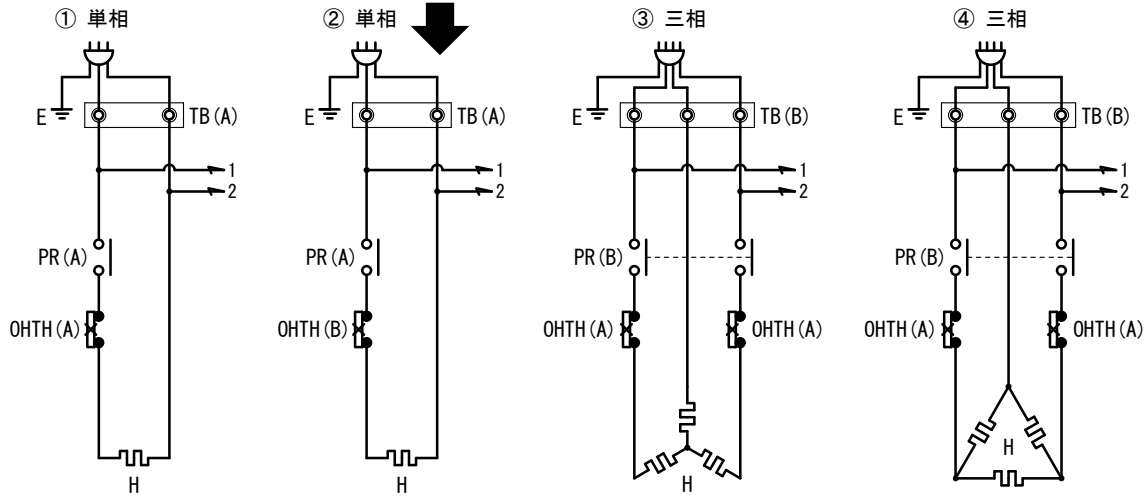 ① 単相
② 単相
③ 三相
④ 三相
E
TB(A)
E
TB(A)
E
TB(B)
E
TB(B)
1
1
1
1
2
2
2
2
PR(A)
PR(A)
PR(B)
PR(B)
OHTH(A)
OHTH(B)
OHTH(A)
OHTH(A)
OHTH(A)
OHTH(A)
H
H
H
H